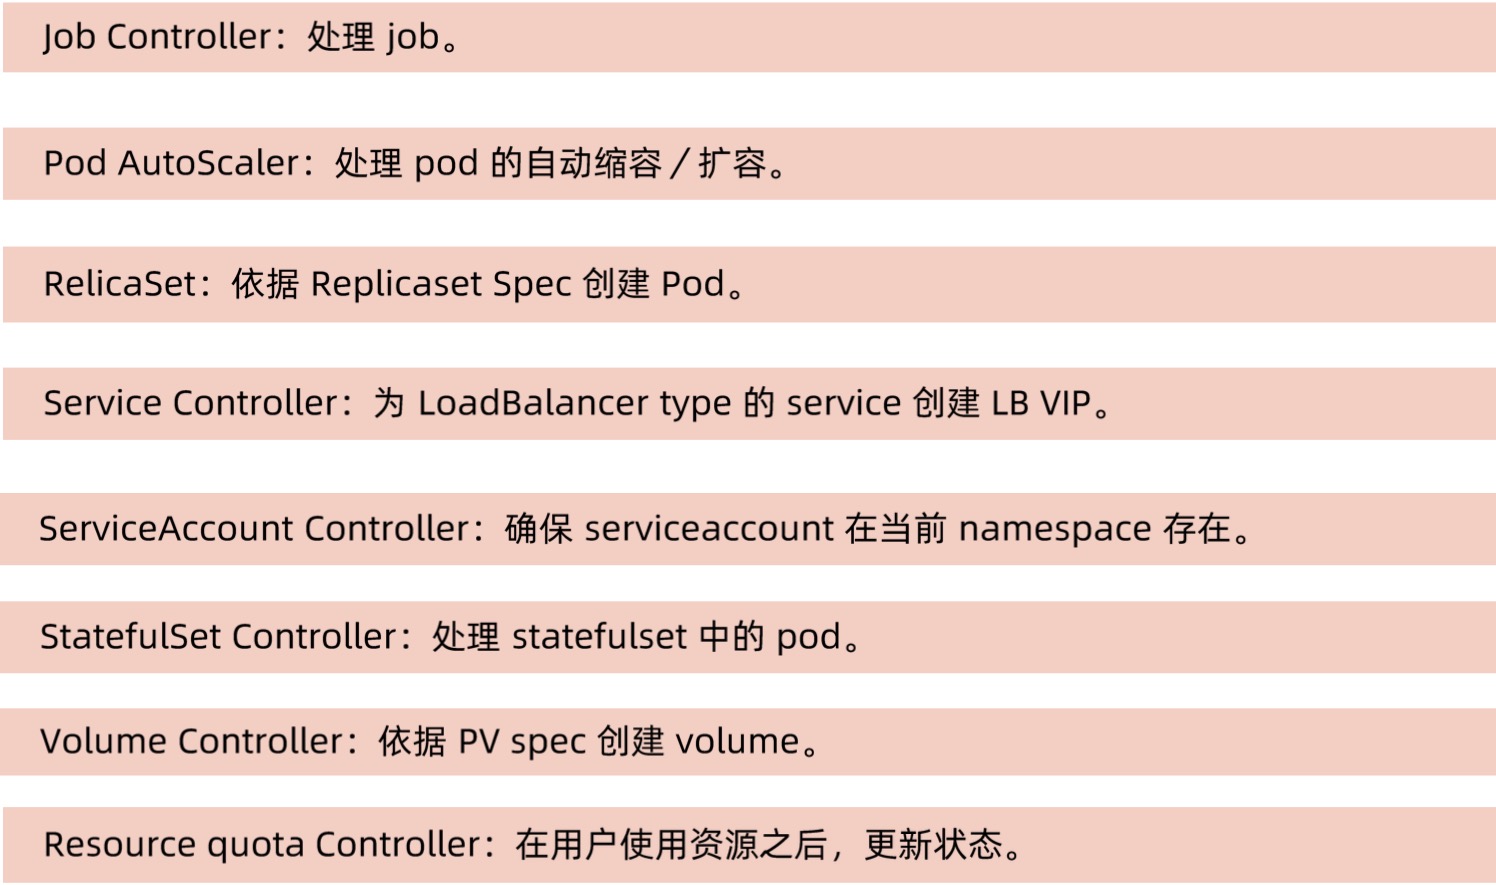 Job Controller：处理 job。
Pod AutoScaler：处理 pod 的自动缩容／扩容。
RelicaSet：依据 Replicaset Spec 创建 Pod。
Service Controller：为 LoadBalancer type 的 service 创建 LB VIP。
ServiceAccount Controller：确保 serviceaccount 在当前 namespace 存在。
StatefulSet Controller：处理 statefulset 中的 pod。
Volume Controller：依据 PV spec 创建 volume。
Resource quota Controller：在用户使用资源之后，更新状态。